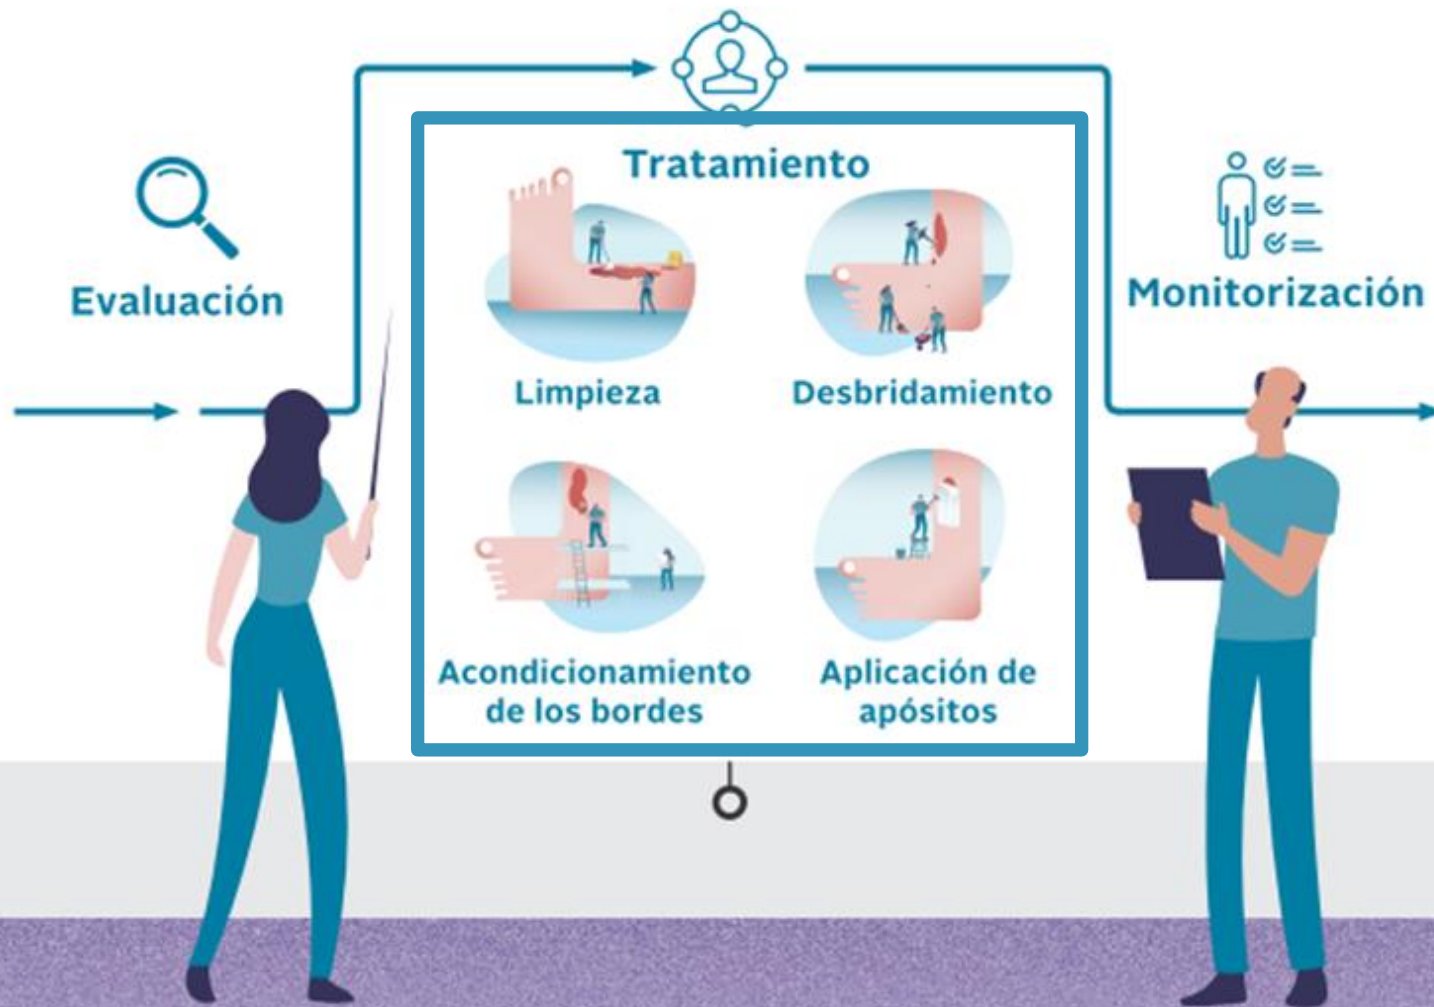 Tratamiento
Evaluación
Monitorización
Limpieza
Desbridamiento
Acondicionamiento
de los bordes
Aplicación de
apósitos